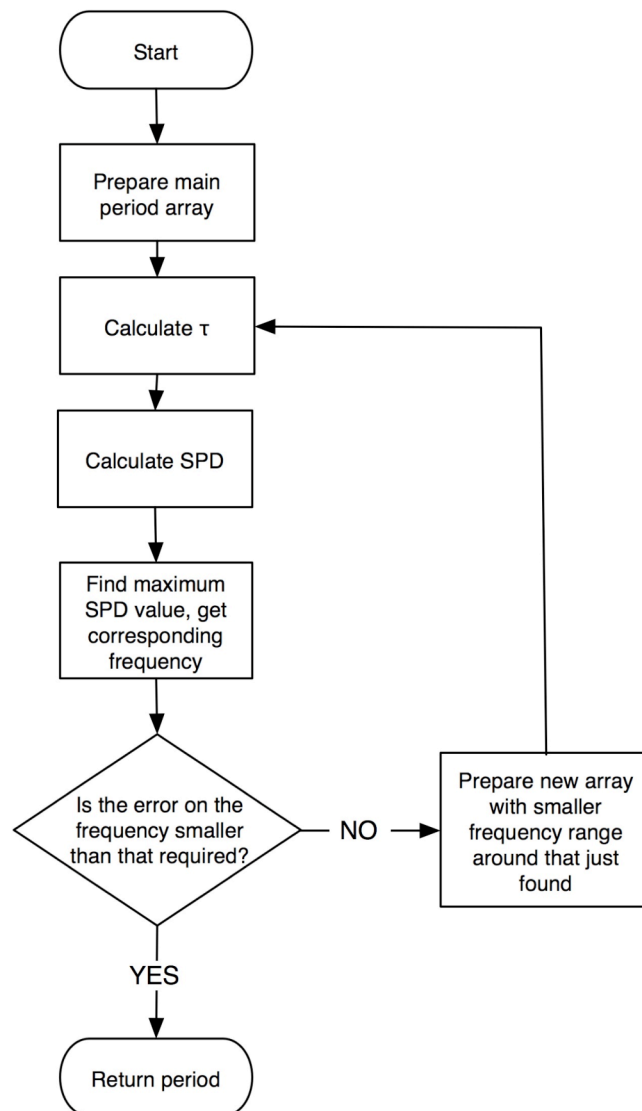 Start
Prepare main
period array
Calculate τ
Calculate SPD
Find maximum
SPD value, get
corresponding
frequency
Is the error on the
frequency smaller
than that required?
NO
Prepare new array
with smaller
frequency range
around that just
found
YES
Return period